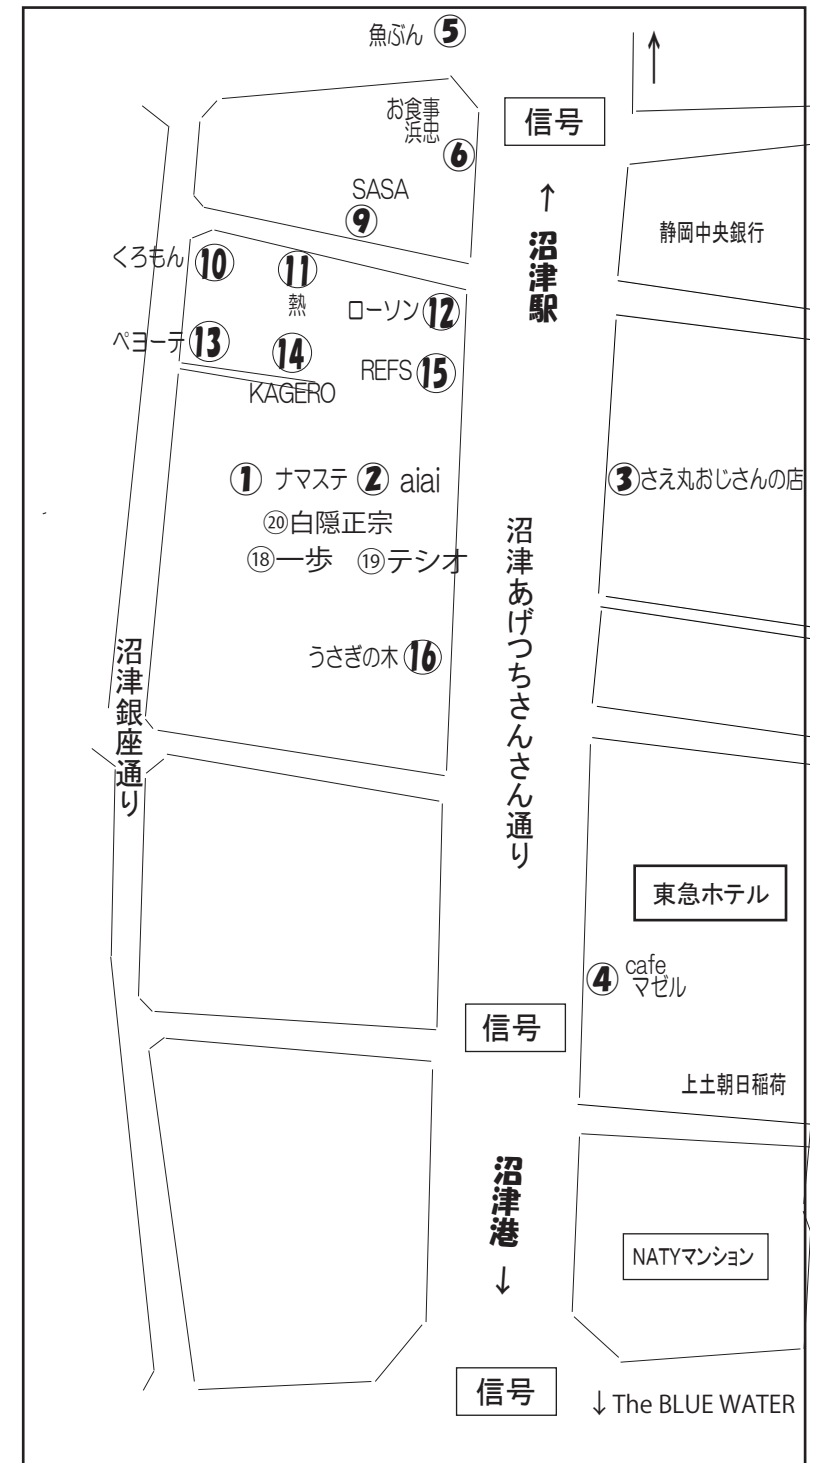 魚ぶん ⑤
↑
お食事
浜忠
⑥
信号
SASA
⑨
↑
沼津駅
静岡中央銀行
くろもん ⑩
⑪
熱
ローソン ⑫
ペヨーテ ⑬
⑭
KAGERO
REFS ⑮
① ナマステ ② aiai
③ さえ丸おじさんの店
⑳白隠正宗
⑱一歩 ⑲テシオ
沼津あげつちさんさん通り
うさぎの木 ⑯
沼津銀座通り
東急ホテル
④ cafe
マゼル
信号
上土朝日稲荷
沼津港
↓
NATYマンション
信号
↓The BLUE WATER